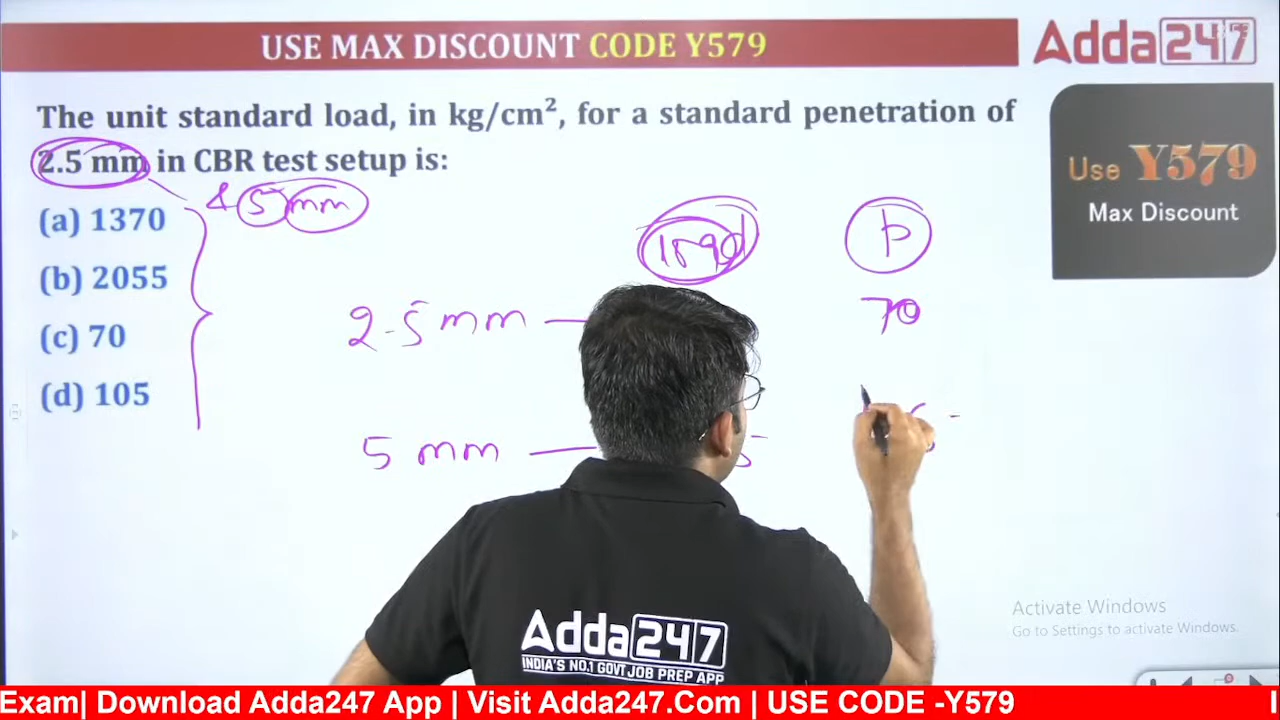 USE MAX DISCOUNT CODE Y579
Adda247
The unit standard load, in kg/cm², for a standard penetration of
2.5 mm in CBR test setup is:
(a) 1370
(b) 2055
(c) 70
(d) 105
& 5 mm
load
p
2.5 mm —
70
5 mm —
5
Use Y579
Max Discount
Adda247
INDIA'S NO.1 GOVT JOB PREP APP
Activate Windows
Go to Settings to activate Windows.
Exam| Download Adda247 App | Visit Adda247.Com | USE CODE -Y579